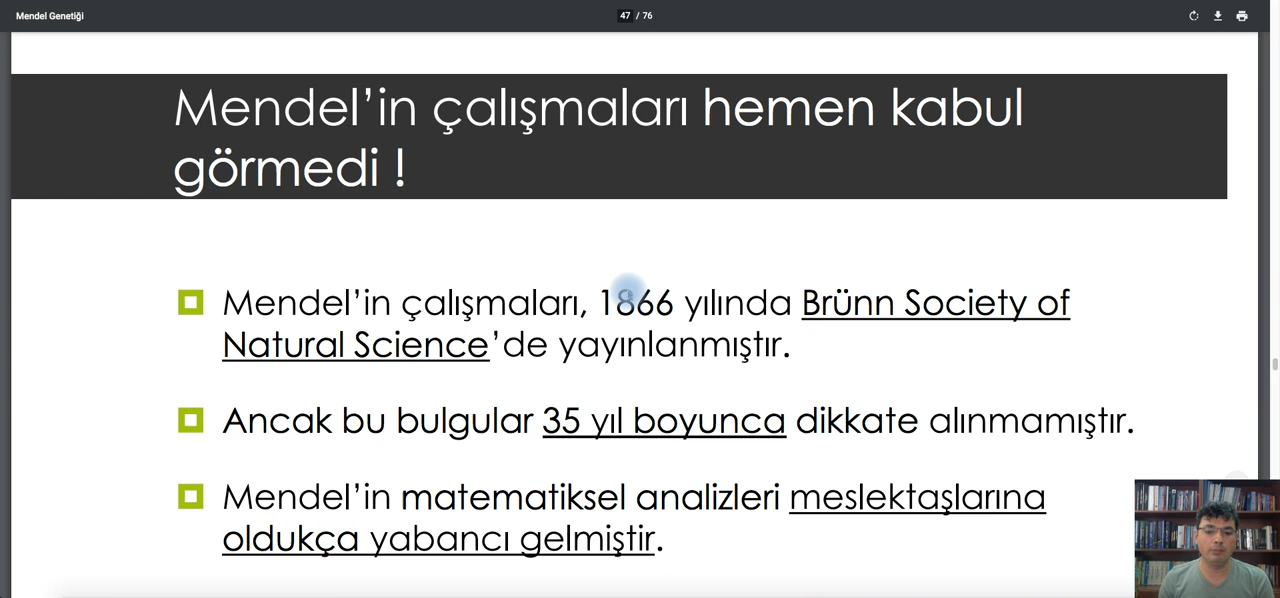 Mendel Genetiği
47 / 76
Mendel'in çalışmaları hemen kabul
görmedi !
Mendel'in çalışmaları, 1866 yılında Brünn Society of
Natural Science'de yayınlanmıştır.
Ancak bu bulgular 35 yıl boyunca dikkate alınmamıştır.
Mendel'in matematiksel analizleri meslektaşlarına
oldukça yabancı gelmiştir.